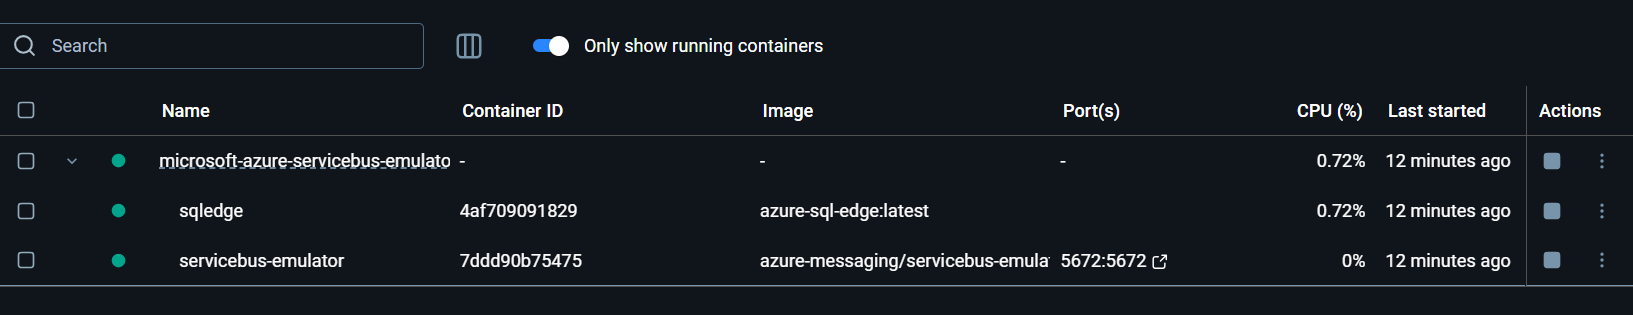 Search Only show running containers
Name Container ID Image Port(s) CPU (%) Last started Actions
microsoft-azure-servicebus-emulato - - - 0.72% 12 minutes ago
sqledge 4af709091829 azure-sql-edge:latest 0.72% 12 minutes ago
servicebus-emulator 7ddd90b75475 azure-messaging/servicebus-emula 5672:5672 0% 12 minutes ago